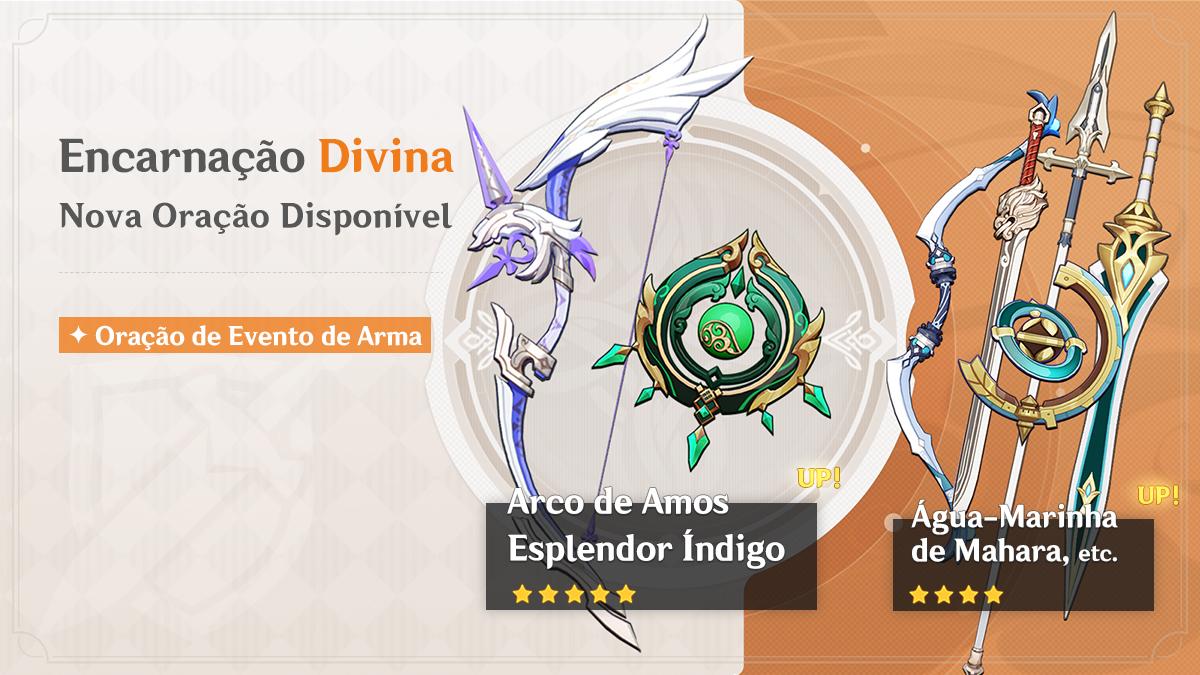 Encarnação Divina
Nova Oração Disponível
✦ Oração de Evento de Arma
UP!
Arco de Amos
Esplendor Índigo
UP!
Água-Marinha
de Mahara, etc.